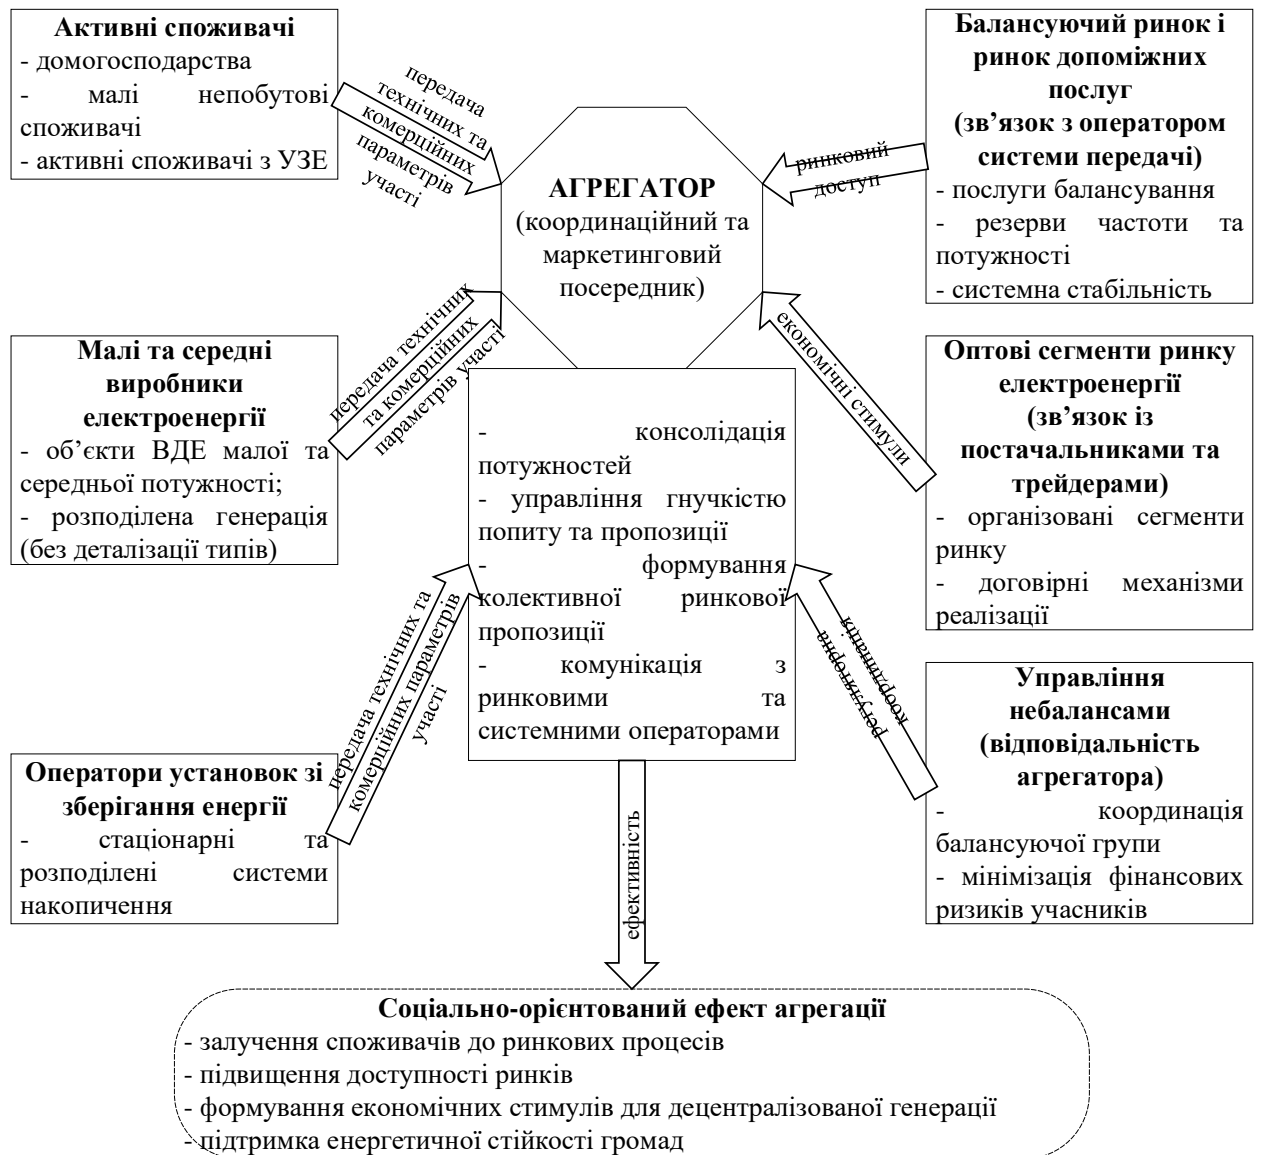 Активні споживачі
- домогосподарства
- малі непобутові
споживачі
- активні споживачі з УЗЕ
передача
технічних та
комерційних
параметрів
участі
Малі та середні
виробники
електроенергії
- об’єкти ВДЕ малої та
середньої потужності;
- розподілена генерація
(без деталізації типів)
передача технічних
та комерційних
параметрів участі
Оператори установок зі
зберігання енергії
- стаціонарні та
розподілені системи
накопичення
передача технічних та
комерційних параметрів
участі
АГРЕГАТОР
(координаційний та
маркетинговий
посередник)
- консолідація
потужностей
- управління гнучкістю
попиту та пропозиції
- формування
колективної ринкової
пропозиції
- комунікація з
ринковими та
системними операторами
Балансуючий ринок і
ринок допоміжних
послуг
(зв’язок з оператором
системи передачі)
- послуги балансування
- резерви частоти та
потужності
- системна стабільність
ринковий
доступ
Оптові сегменти ринку
електроенергії
(зв’язок із
постачальниками та
трейдерами)
- організовані сегменти
ринку
- договірні механізми
реалізації
економічні стимули
Управління
небалансами
(відповідальність
агрегатора)
- координація
балансуючої групи
- мінімізація фінансових
ризиків учасників
регуляторна
координація
ефективність
Соціально-орієнтований ефект агрегації
- залучення споживачів до ринкових процесів
- підвищення доступності ринків
- формування економічних стимулів для децентралізованої генерації
- підтримка енергетичної стійкості громад